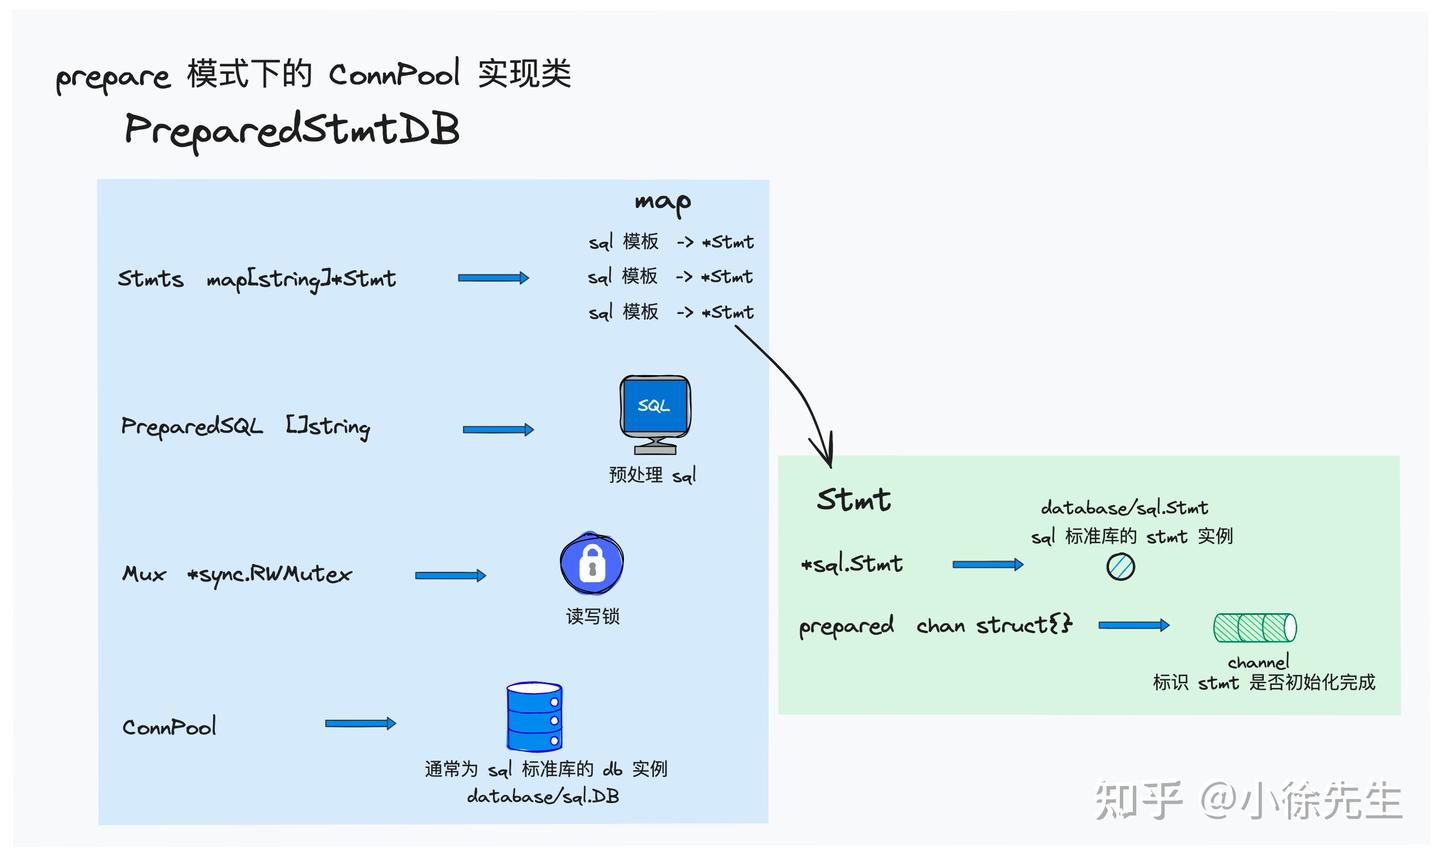 prepare 模式下的 ConnPool 实现类
PreparedStmtDB
map
sql 模板 -> *Stmt
Stmts map[string]*Stmt
sql 模板 -> *Stmt
sql 模板 -> *Stmt
SQL
PreparedSQL []string
预处理 sql
Stmt
database/sql.Stmt
sql 标准库的 stmt 实例
*sql.Stmt
Mux *sync.RWMutex
读写锁
prepared chan struct{}
channel
标识 stmt 是否初始化完成
ConnPool
通常为 sql 标准库的 db 实例
database/sql.DB
知乎 @小徐先生